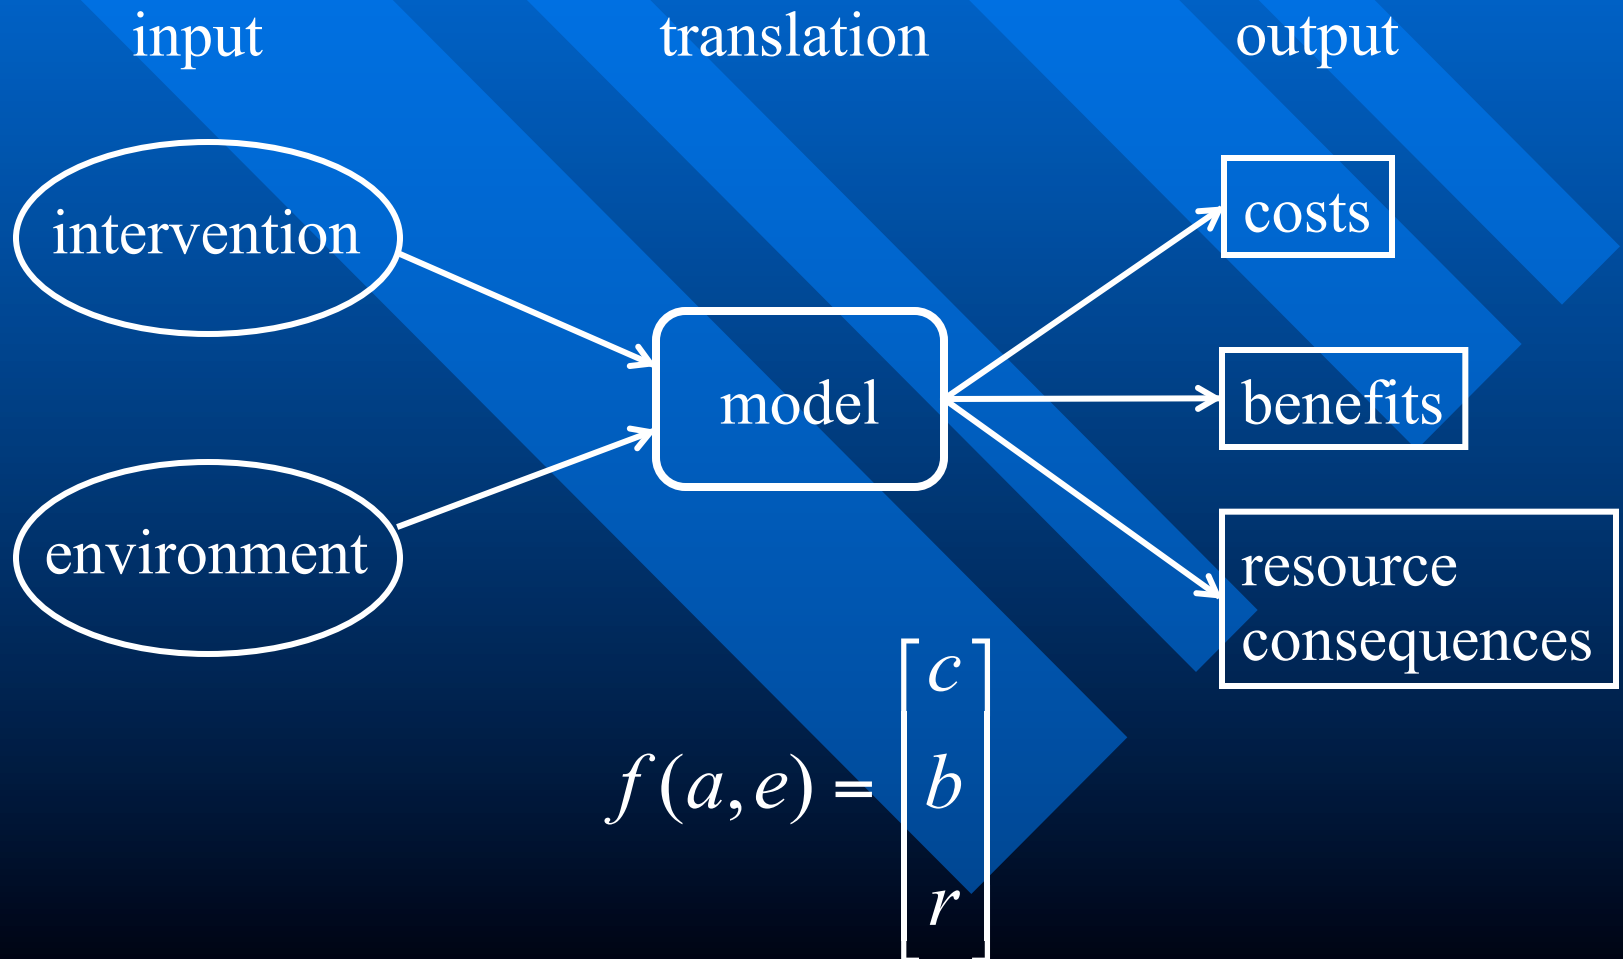 input translation output
intervention
costs
model
benefits
environment
resource
consequences
f(a,e) = [c
b
r]